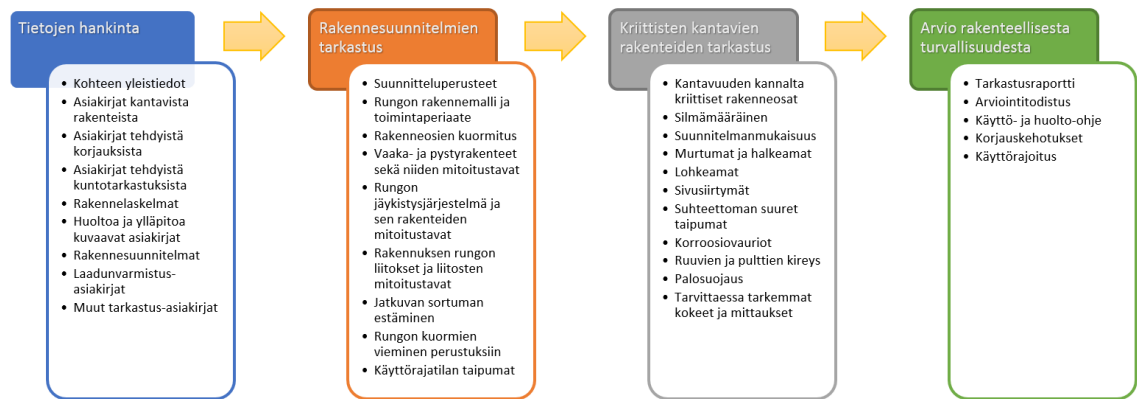 Tietojen hankinta
• Kohteen yleistiedot
• Asiakirjat kantavista
rakenteista
• Asiakirjat tehdyistä
korjauksista
• Asiakirjat tehdyistä
kuntotarkastuksista
• Rakennelaskelmat
• Huoltoa ja ylläpitoa
kuvaavat asiakirjat
• Rakennesuunnitelmat
• Laadunvarmistus-
asiakirjat
• Muut tarkastus-asiakirjat
Rakennesuunnitelmien
tarkastus
• Suunnitteluperusteet
• Rungon rakennemalli ja
toimintaperiaate
• Rakenneosien kuormitus
• Vaaka- ja pystyrakenteet
sekä niiden mitoitustavat
• Rungon
jäykistysjärjestelmä ja
sen rakenteiden
mitoitustavat
• Rakennuksen rungon
liitokset ja liitosten
mitoitustavat
• Jatkuvan sortuman
estäminen
• Rungon kuormien
vieminen perustuksiin
• Käyttörajatilan taipumat
Kriittisten kantavien
rakenteiden tarkastus
• Kantavuuden kannalta
kriittiset rakenneosat
• Silmämääräinen
• Suunnitelmanmukaisuus
• Murtumat ja halkeamat
• Lohkeamat
• Sivusiirtymät
• Suhteettoman suuret
taipumat
• Korroosiovauriot
• Ruuvien ja pulttien kireys
• Palosuojaus
• Tarvittaessa tarkemmat
kokeet ja mittaukset
Arvio rakenteellisesta
turvallisuudesta
• Tarkastusraportti
• Arviointitodistus
• Käyttö- ja huolto-ohje
• Korjauskehotukset
• Käyttörajoitus